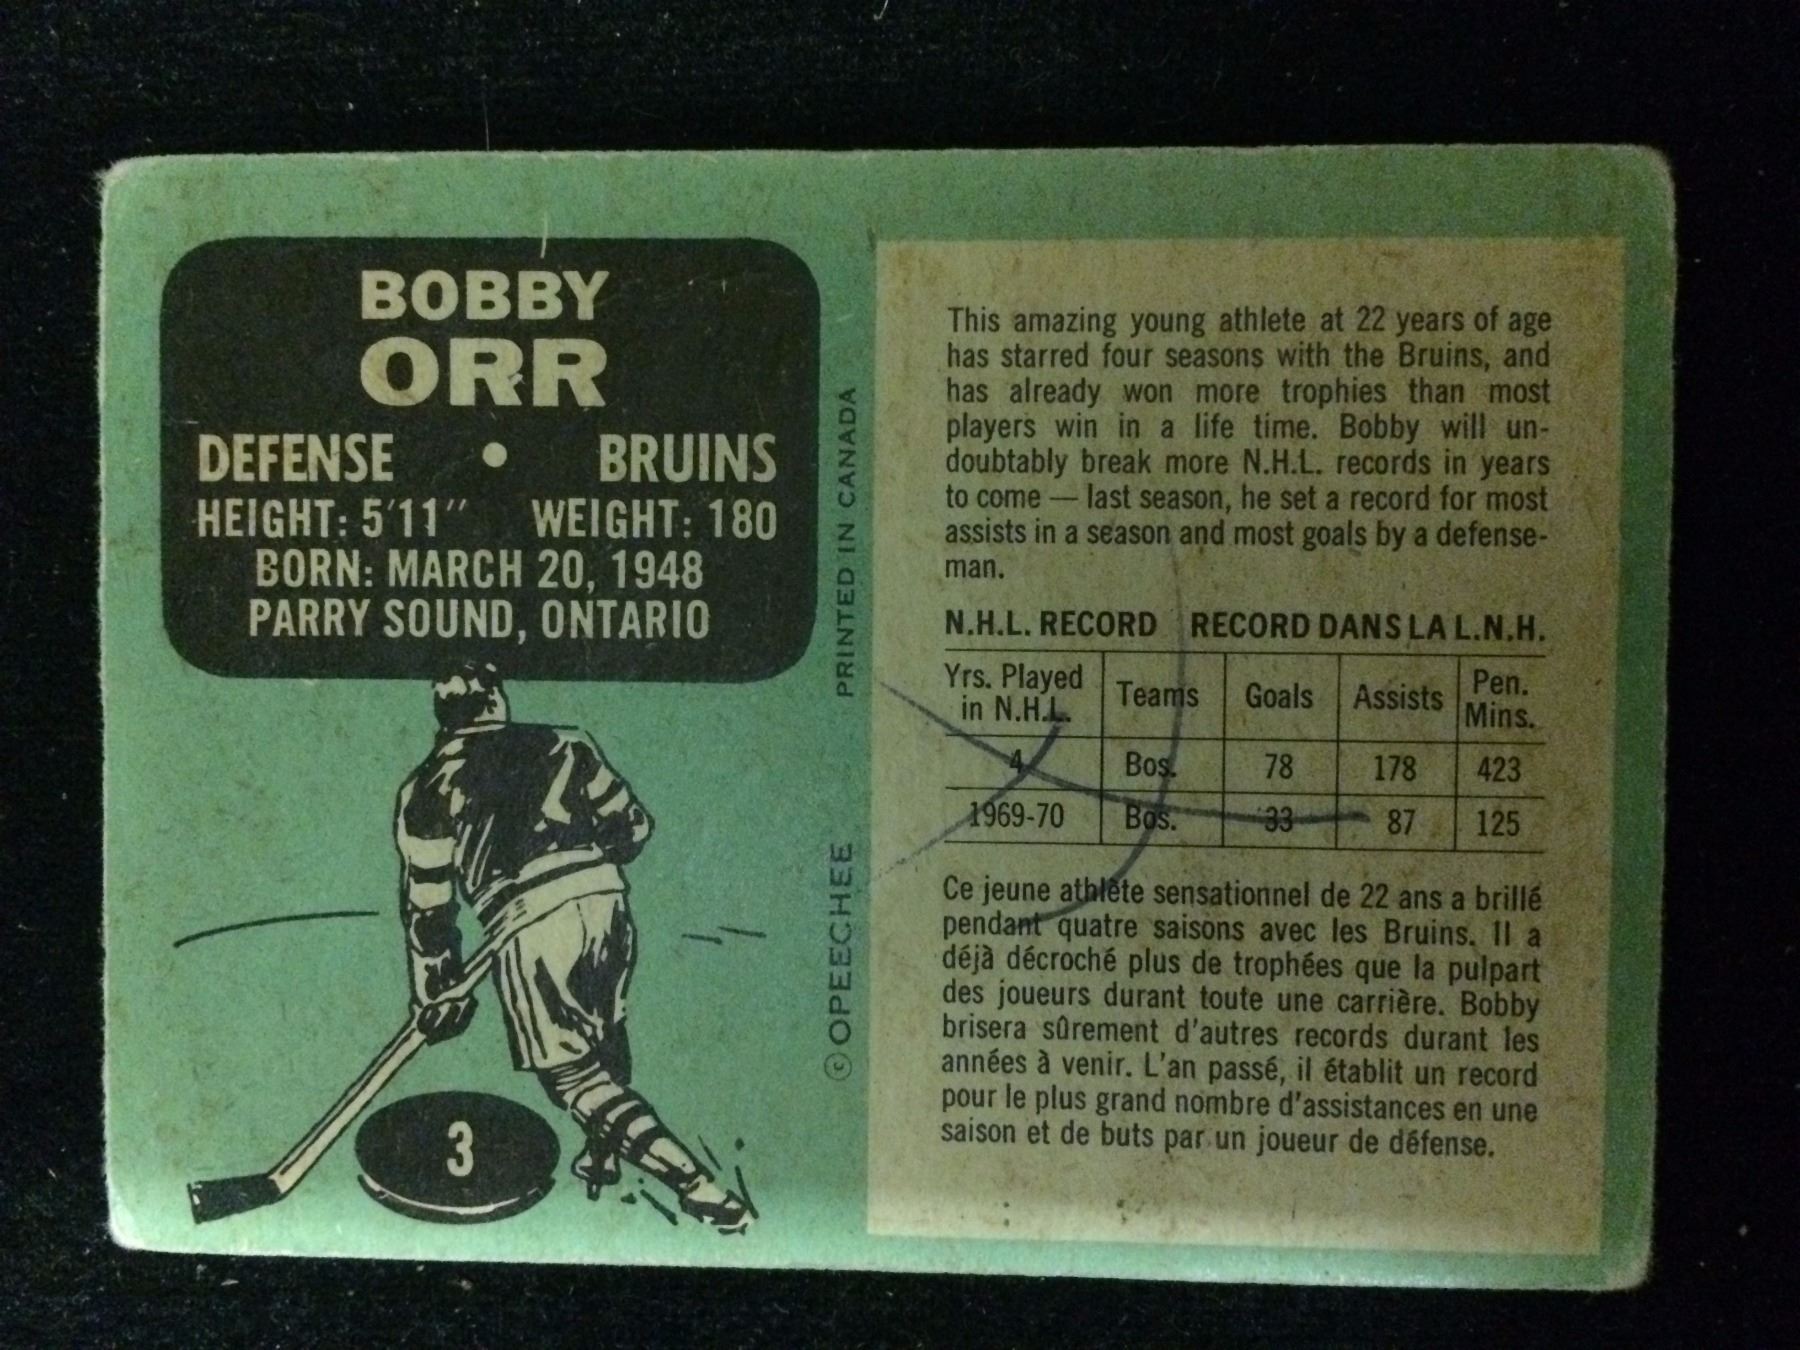 BOBBY
ORR
DEFENSE • BRUINS
HEIGHT: 5'11" WEIGHT: 180
BORN: MARCH 20, 1948
PARRY SOUND, ONTARIO
3
©OPEECHEE PRINTED IN CANADA
This amazing young athlete at 22 years of age
has starred four seasons with the Bruins, and
has already won more trophies than most
players win in a life time. Bobby will un-
doubtably break more N.H.L. records in years
to come — last season, he set a record for most
assists in a season and most goals by a defense-
man.
N.H.L. RECORD RECORD DANS LA L.N.H.
Yrs. Played in N.H.L. Teams Goals Assists Pen. Mins.
4 Bos. 78 178 423
1969-70 Bos. 33 87 125
Ce jeune athlète sensationnel de 22 ans a brillé
pendant quatre saisons avec les Bruins. Il a
déjà décroché plus de trophées que la pulpart
des joueurs durant toute une carrière. Bobby
brisera sûrement d'autres records durant les
années à venir. L'an passé, il établit un record
pour le plus grand nombre d'assistances en une
saison et de buts par un joueur de défense.